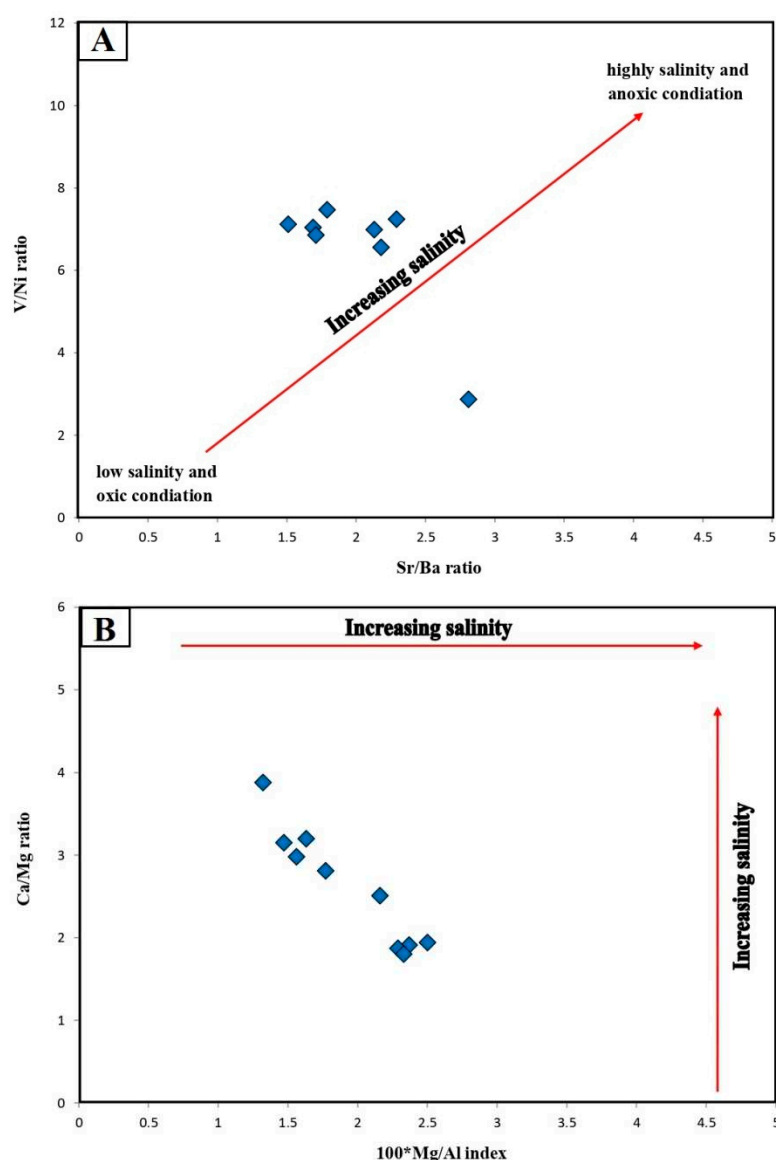 A
12
10
8
6
4
2
0
V/Ni ratio
highly salinity and
anoxic condiation
Increasing salinity
low salinity and
oxic condiation
0 0.5 1 1.5 2 2.5 3 3.5 4 4.5 5
Sr/Ba ratio
B
6
5
4
3
2
1
0
Ca/Mg ratio
Increasing salinity
Increasing salinity
0 0.5 1 1.5 2 2.5 3 3.5 4 4.5 5
100*Mg/Al index